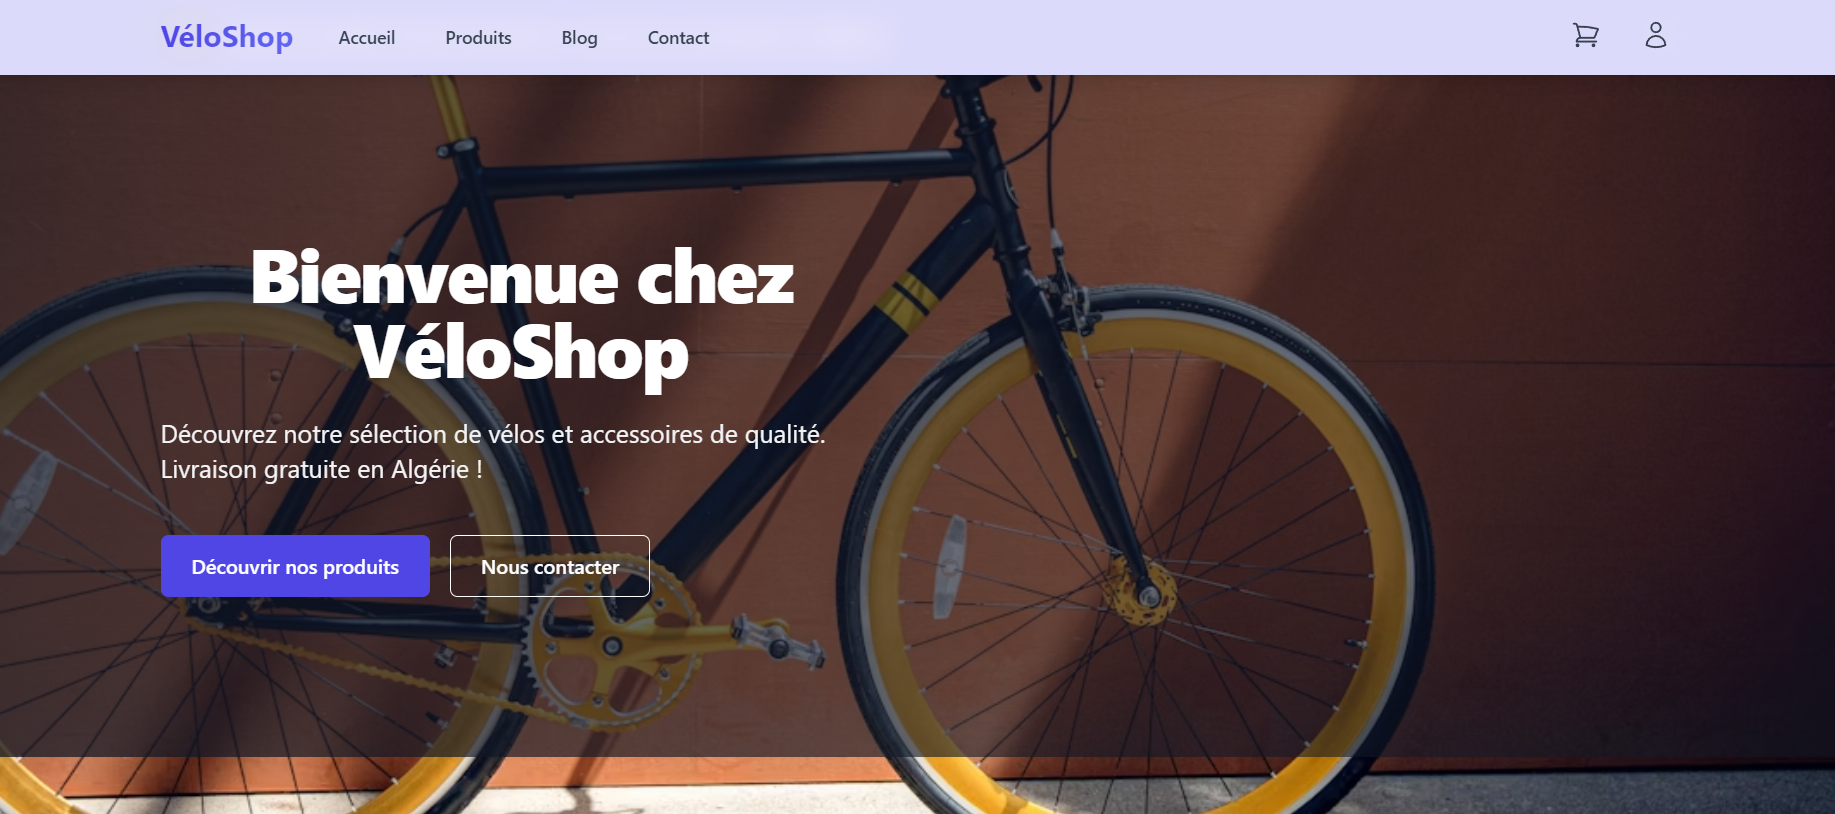 VéloShop
Accueil
Produits
Blog
Contact
Bienvenue chez
VéloShop
Découvrez notre sélection de vélos et accessoires de qualité.
Livraison gratuite en Algérie !
Découvrir nos produits
Nous contacter